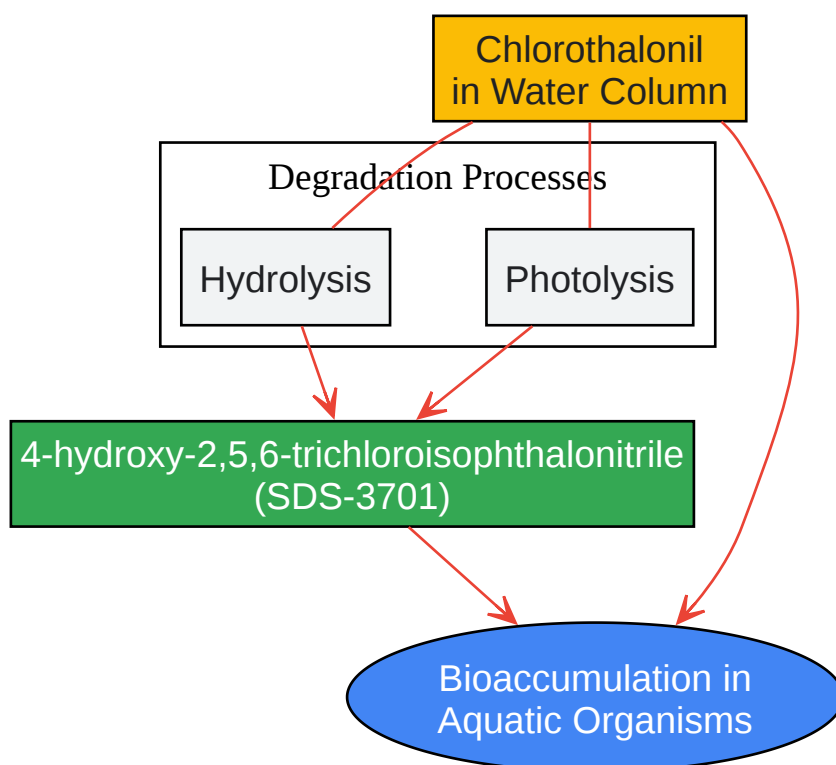 Chlorothalonil
in Water Column
Degradation Processes
Hydrolysis
Photolysis
4-hydroxy-2,5,6-trichloroisophthalonitrile
(SDS-3701)
Bioaccumulation in
Aquatic Organisms